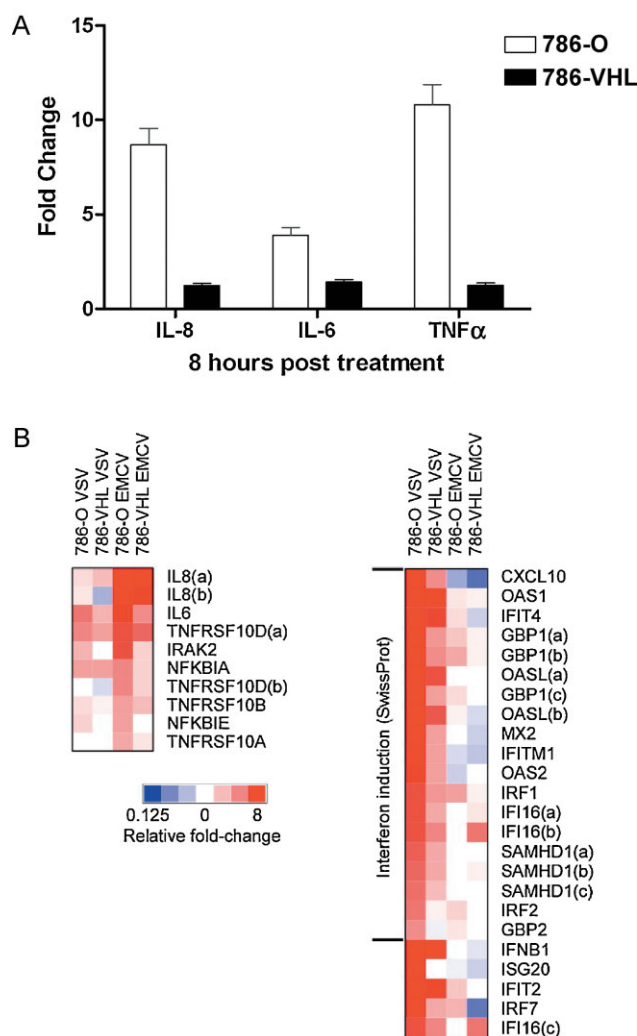 A
786-O
786-VHL
Fold Change
15
10
5
0
IL-8 IL-6 TNFα
8 hours post treatment
B
786-O VSV
786-VHL VSV
786-O EMCV
786-VHL EMCV
IL8(a)
IL8(b)
IL6
TNFRSF10D(a)
IRAK2
NFKBIA
TNFRSF10D(b)
TNFRSF10B
NFKBIE
TNFRSF10A
0.125 0 8
Relative fold-change
786-O VSV
786-VHL VSV
786-O EMCV
786-VHL EMCV
Interferon induction (SwissProt)
CXCL10
OAS1
IFIT4
GBP1(a)
GBP1(b)
OASL(a)
GBP1(c)
OASL(b)
MX2
IFITM1
OAS2
IRF1
IFI16(a)
IFI16(b)
SAMHD1(a)
SAMHD1(b)
SAMHD1(c)
IRF2
GBP2
IFNB1
ISG20
IFIT2
IRF7
IFI16(c)